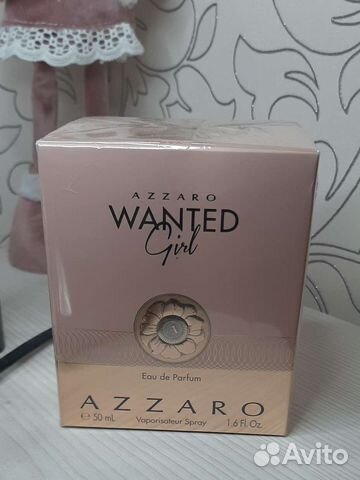 AZZARO
WANTED
Girl
Eau de Parfum
AZZARO
℮ 50 mL Vaporisateur Spray 1.6 Fl. Oz.
Avito